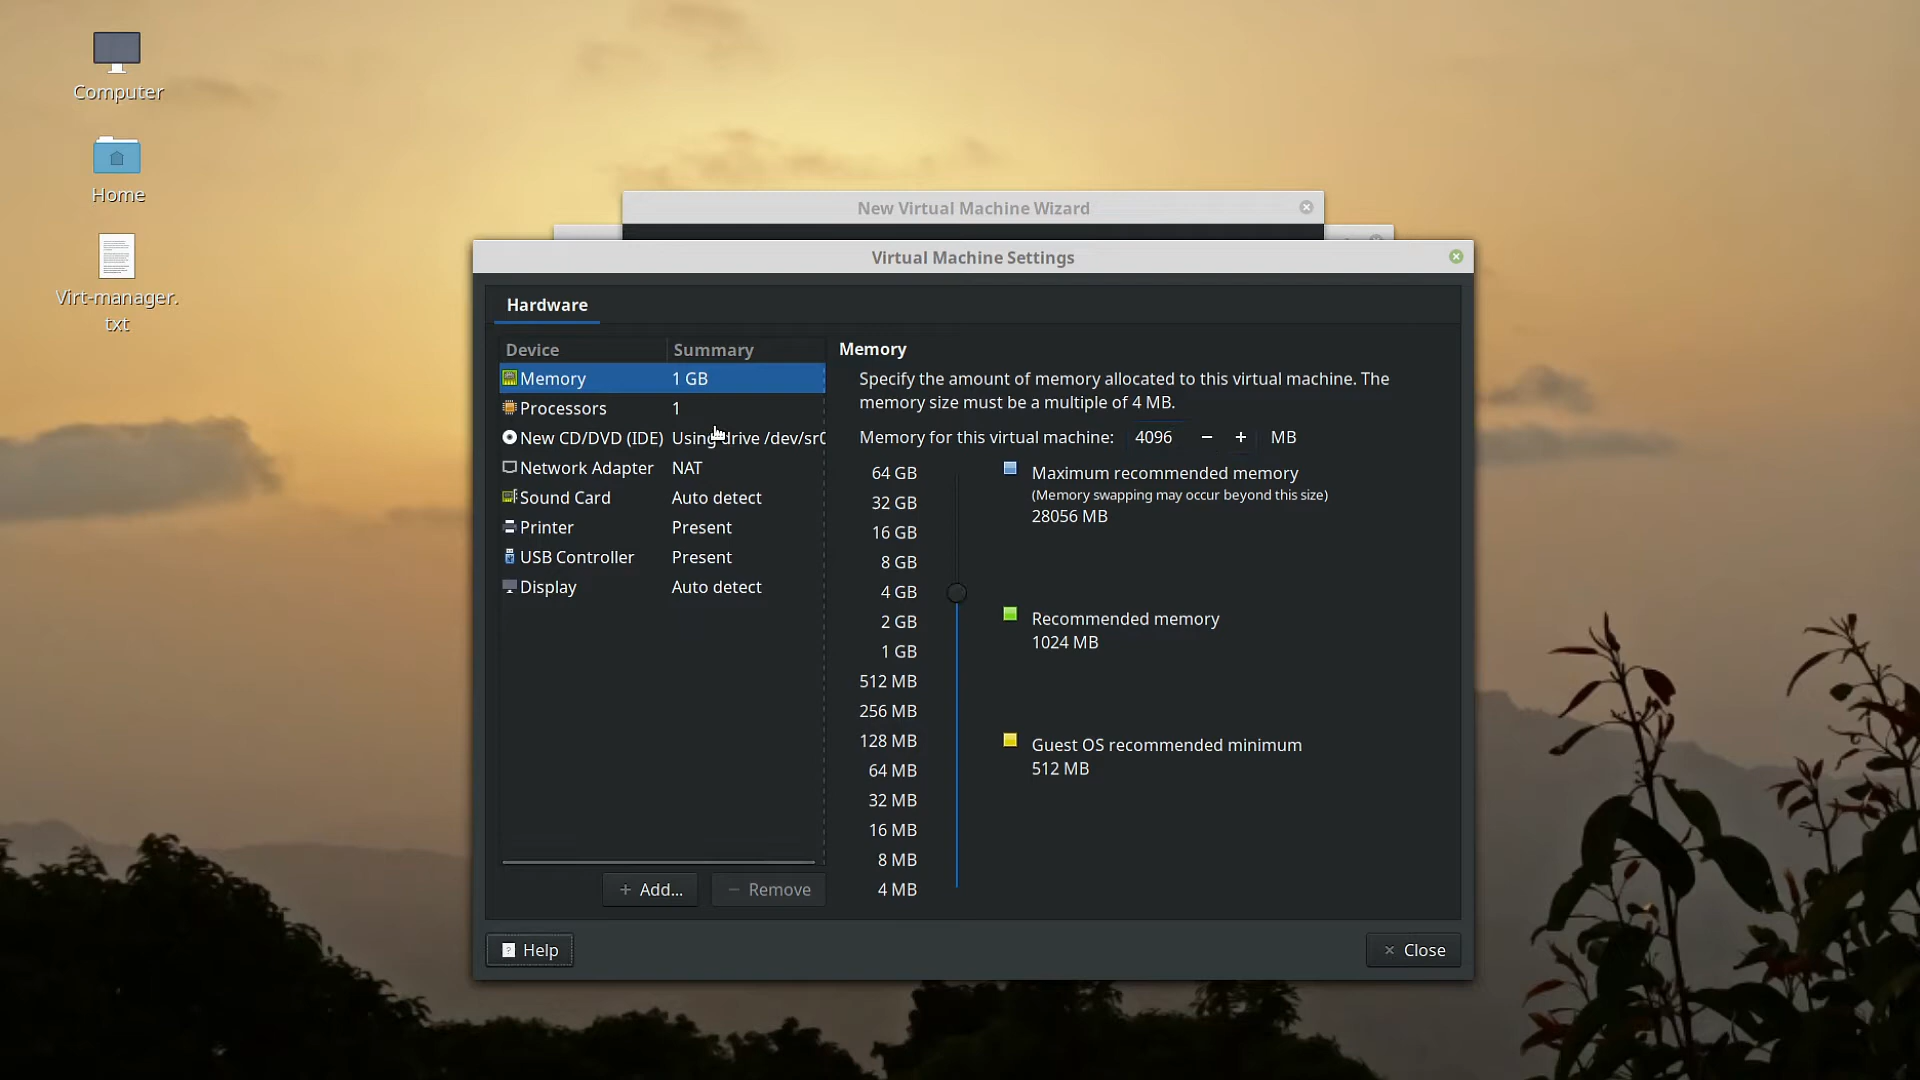 Computer
Home
Virt-manager.
txt
New Virtual Machine Wizard
Virtual Machine Settings
Hardware
Device Summary
Memory 1 GB
Processors 1
New CD/DVD (IDE) Using drive /dev/sr0
Network Adapter NAT
Sound Card Auto detect
Printer Present
USB Controller Present
Display Auto detect
+ Add...
− Remove
Memory
Specify the amount of memory allocated to this virtual machine. The
memory size must be a multiple of 4 MB.
Memory for this virtual machine: 4096 − + MB
64 GB
32 GB
16 GB
8 GB
4 GB
2 GB
1 GB
512 MB
256 MB
128 MB
64 MB
32 MB
16 MB
8 MB
4 MB
Maximum recommended memory
(Memory swapping may occur beyond this size)
28056 MB
Recommended memory
1024 MB
Guest OS recommended minimum
512 MB
Help
Close